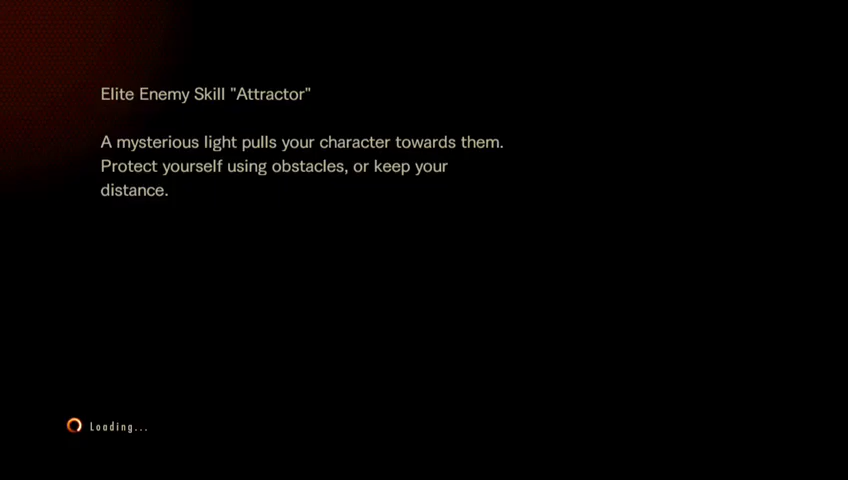 Elite Enemy Skill "Attractor"
A mysterious light pulls your character towards them.
Protect yourself using obstacles, or keep your
distance.
Loading...